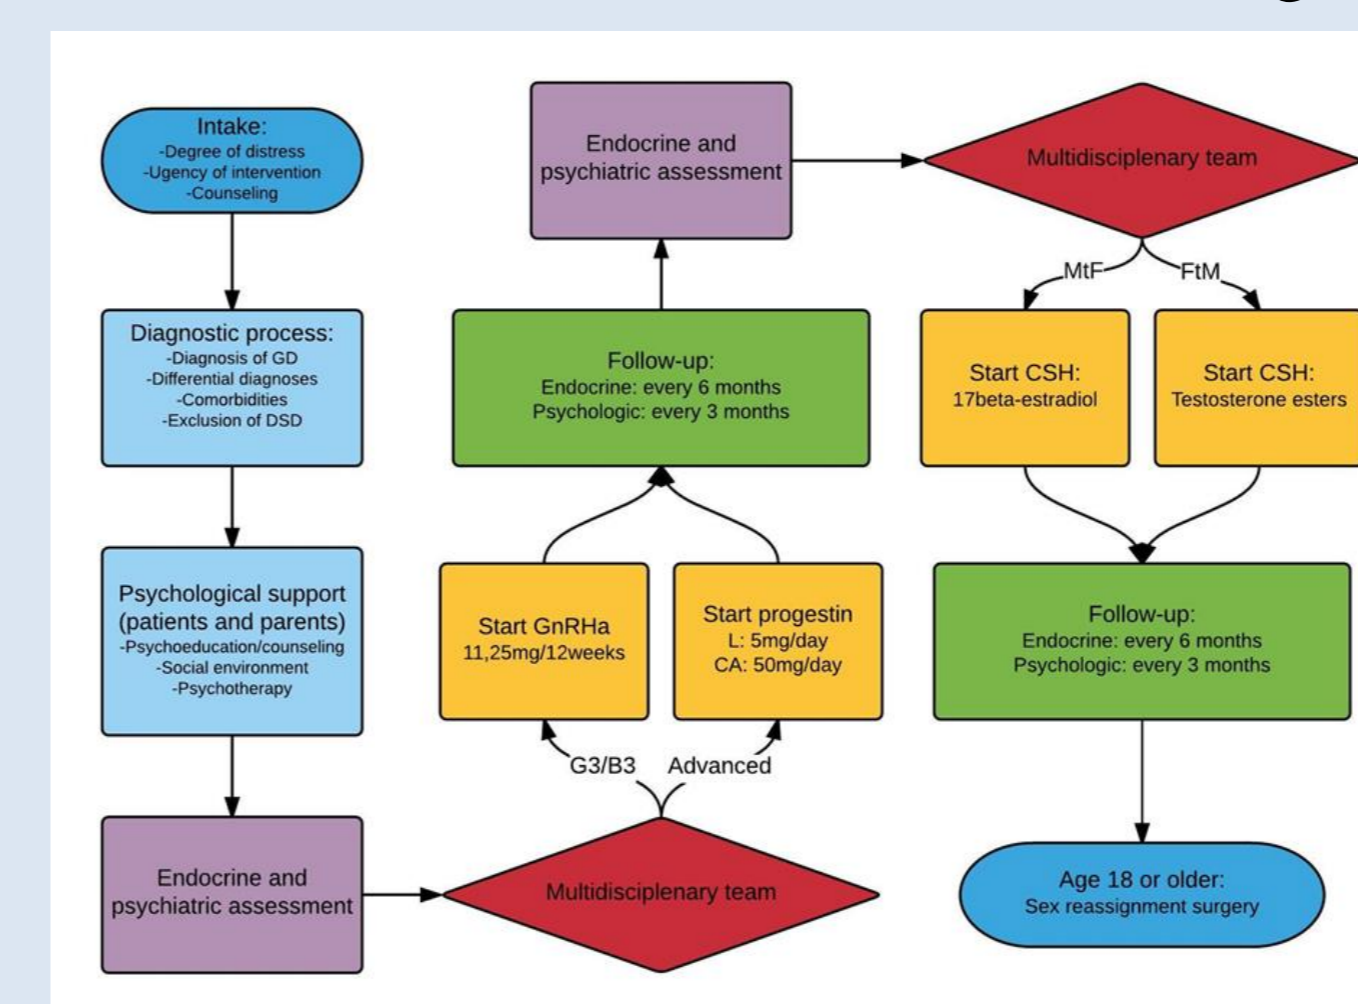 Intake:
-Degree of distress
-Ugency of intervention
-Counseling
Diagnostic process:
-Diagnosis of GD
-Differential diagnoses
-Comorbidities
-Exclusion of DSD
Psychological support
(patients and parents)
-Psychoeducation/counseling
-Social environment
-Psychotherapy
Endocrine and
psychiatric assessment
Multidisciplenary team
G3/B3
Advanced
Start GnRHa
11,25mg/12weeks
Start progestin
L: 5mg/day
CA: 50mg/day
Follow-up:
Endocrine: every 6 months
Psychologic: every 3 months
Endocrine and
psychiatric assessment
Multidisciplenary team
MtF
FtM
Start CSH:
17beta-estradiol
Start CSH:
Testosterone esters
Follow-up:
Endocrine: every 6 months
Psychologic: every 3 months
Age 18 or older:
Sex reassignment surgery